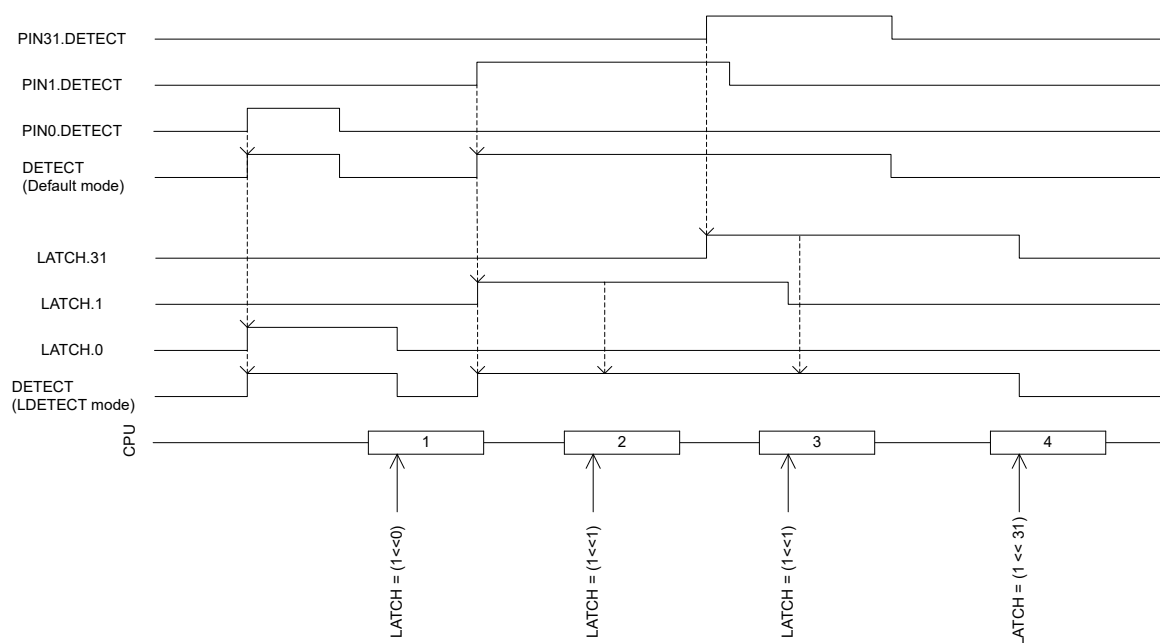 PIN31.DETECT
PIN1.DETECT
PIN0.DETECT
DETECT
(Default mode)
LATCH.31
LATCH.1
LATCH.0
DETECT
(LDETECT mode)
CPU
1
2
3
4
LATCH = (1<<0)
LATCH = (1<<1)
LATCH = (1<<1)
ATCH = (1 << 31)